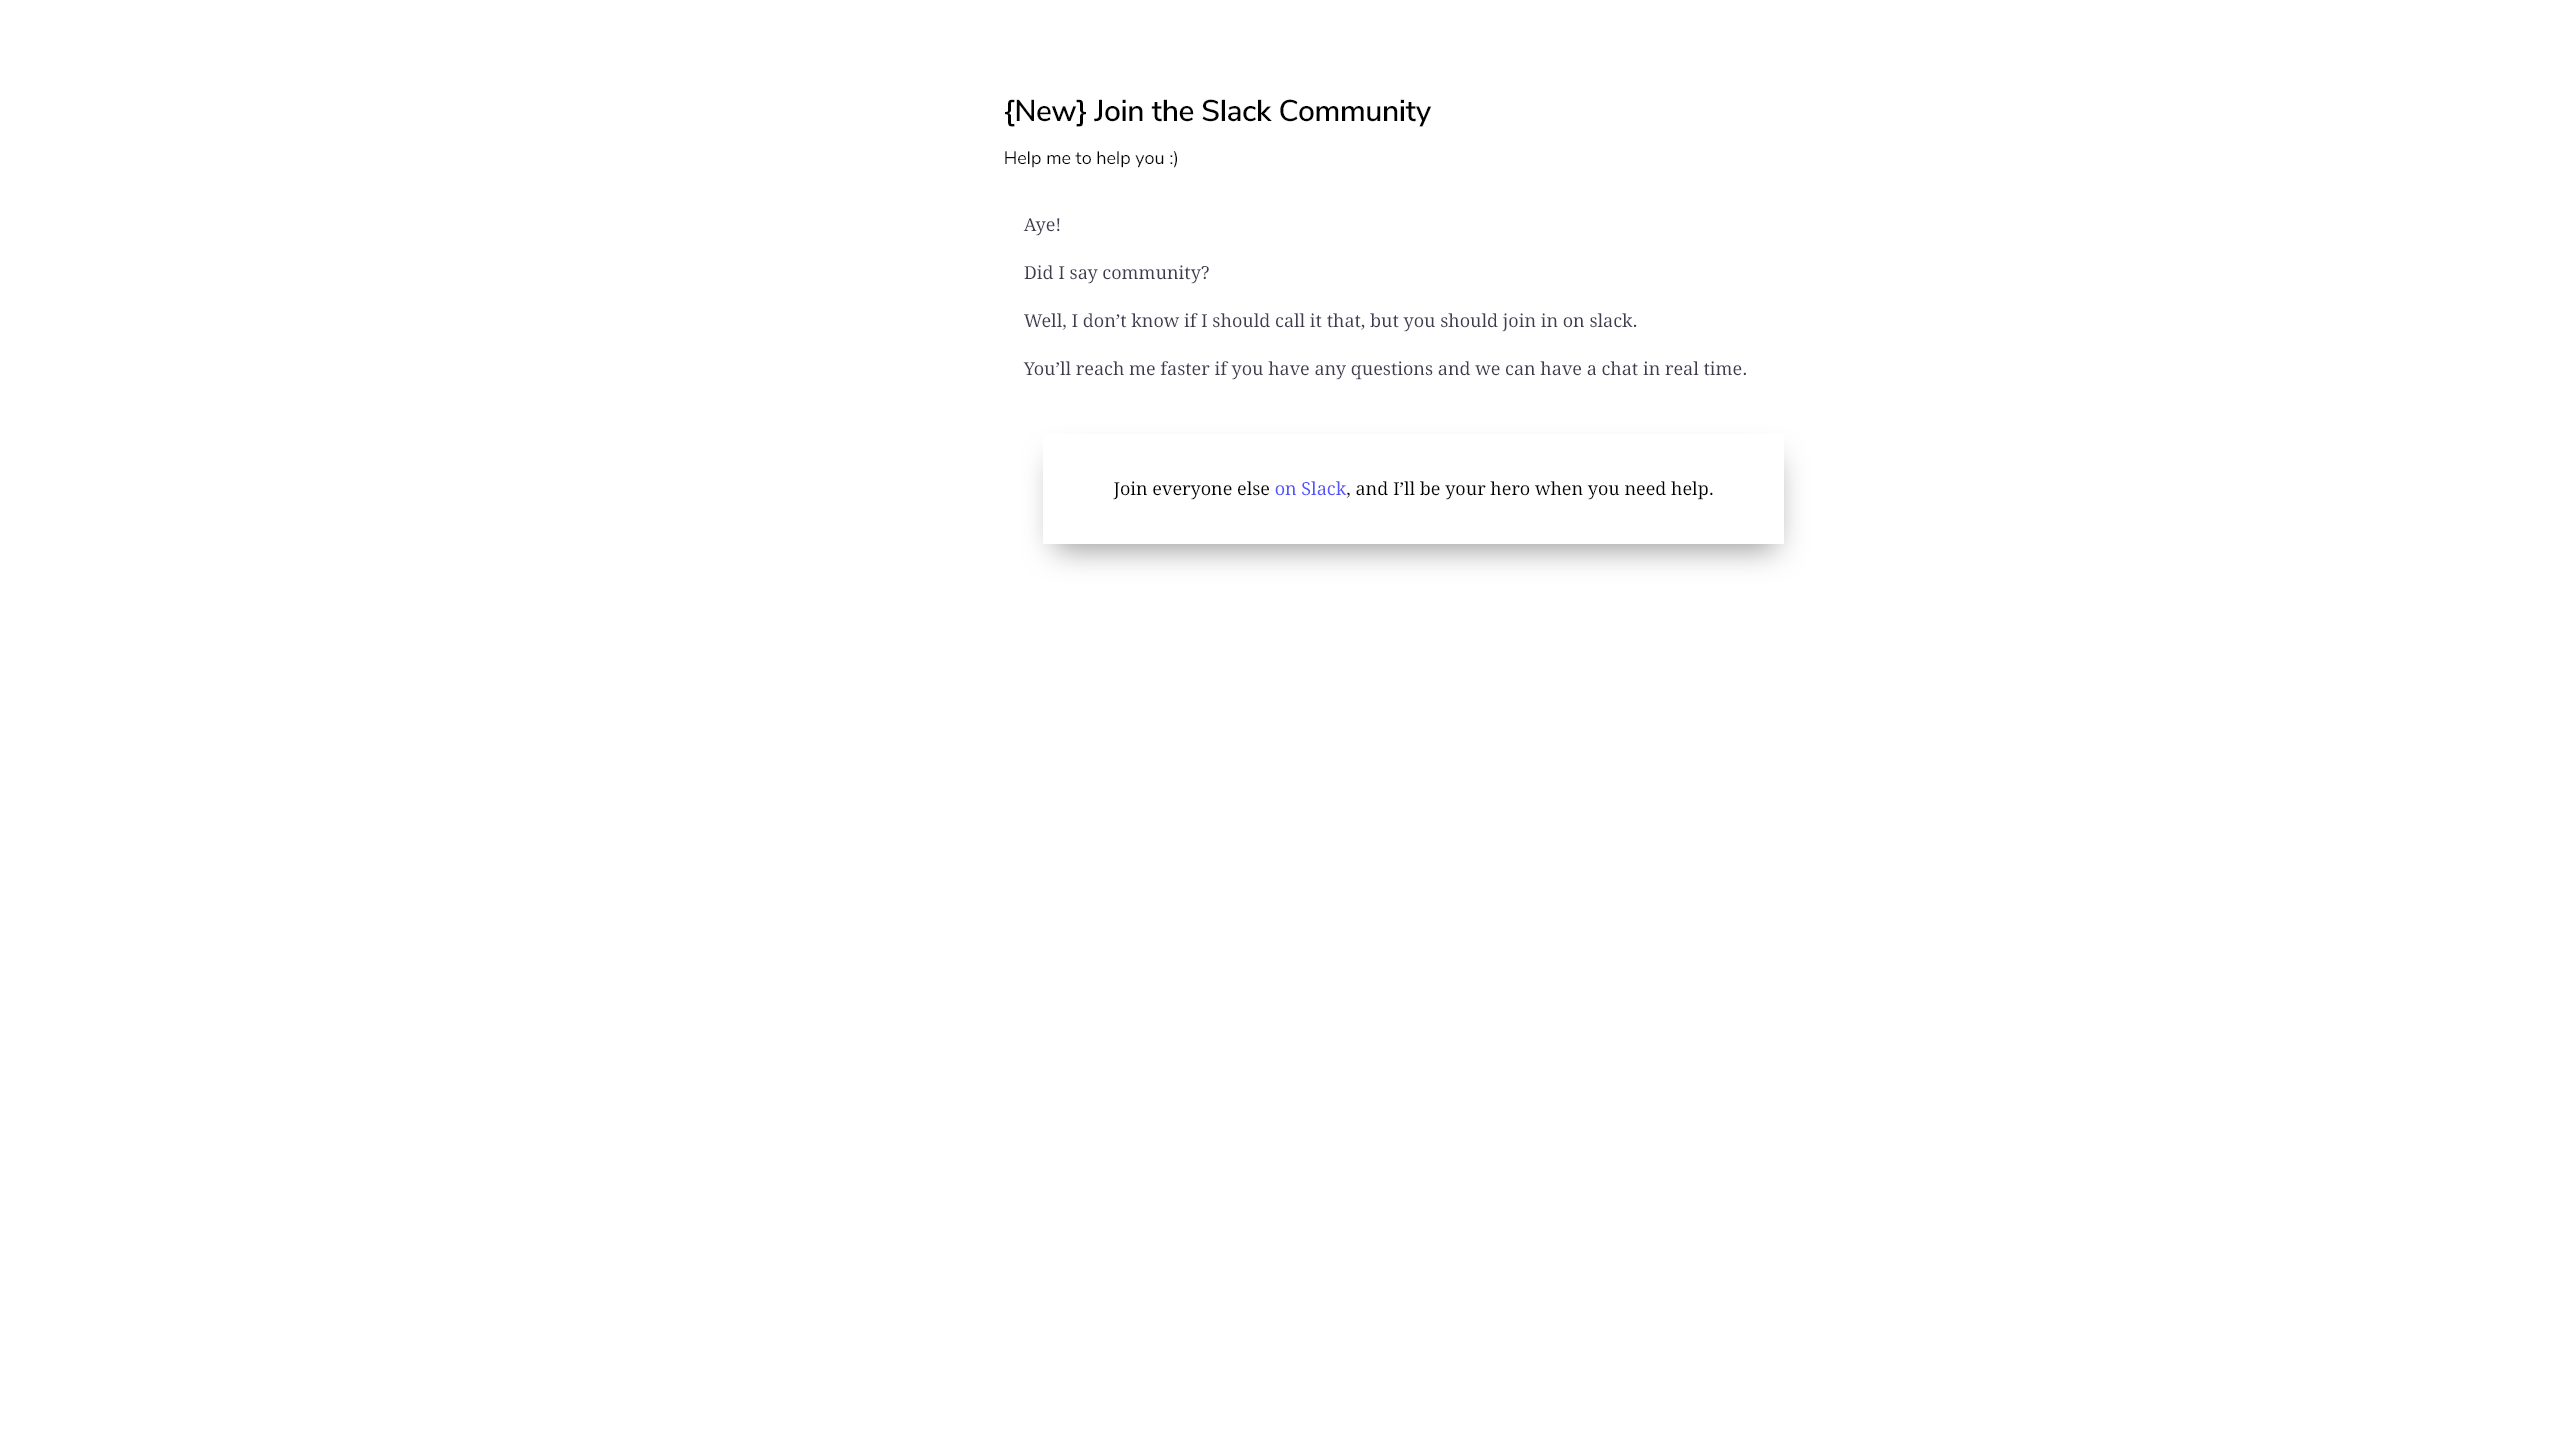 {New} Join the Slack Community
Help me to help you :)
Aye!
Did I say community?
Well, I don’t know if I should call it that, but you should join in on slack.
You’ll reach me faster if you have any questions and we can have a chat in real time.
Join everyone else on Slack, and I’ll be your hero when you need help.